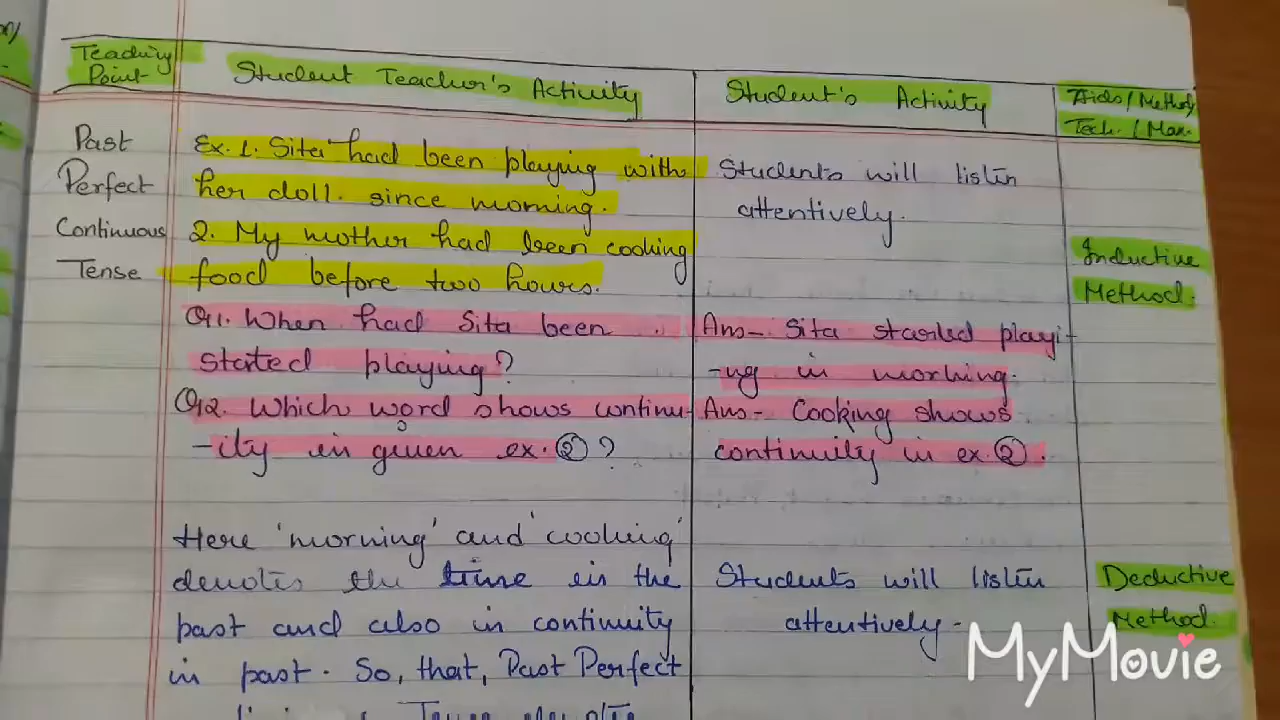 Teaching Point
Student Teacher's Activity
Student's Activity
Aids/Method/
Tech./Man.
Past
Perfect
Continuous
Tense
Ex. 1. Sita had been playing with
her doll. since morning.
2. My mother had been cooking
food before two hours.
Q1. When had Sita been
started playing?
Q2. Which word shows continu-
-ity in given ex. ②?
Here 'morning' and 'cooking'
denotes the time in the
past and also in continuity
in past. So, that, Past Perfect
Students will listen
attentively.
Ans- Sita started playi-
-ng in morning.
Ans- Cooking shows
continuity in ex. ②.
Students will listen
attentively-
Inductive
Method.
Deductive
Method.
MyMovie